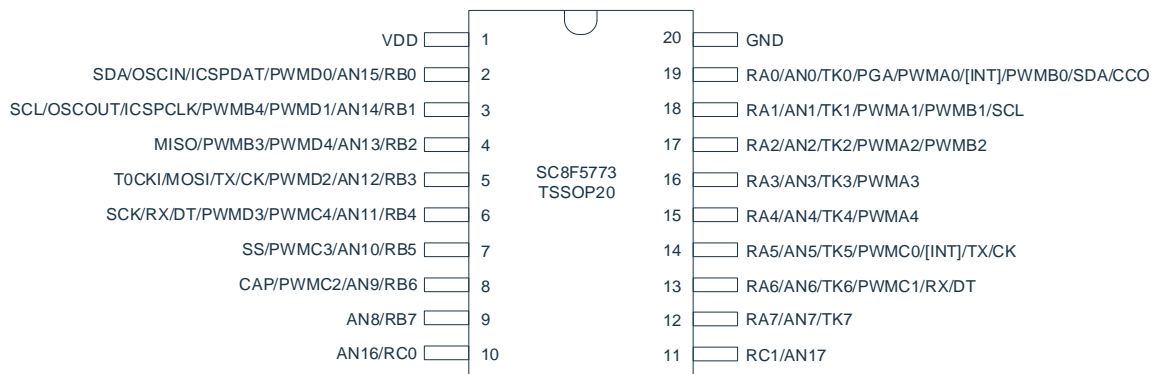 VDD 1 20 GND
SDA/OSCIN/ICSPDAT/PWMD0/AN15/RB0 2 19 RA0/AN0/TK0/PGA/PWMA0/[INT]/PWMB0/SDA/CCO
SCL/OSCOUT/ICSPCLK/PWMB4/PWMD1/AN14/RB1 3 18 RA1/AN1/TK1/PWMA1/PWMB1/SCL
MISO/PWMB3/PWMD4/AN13/RB2 4 17 RA2/AN2/TK2/PWMA2/PWMB2
SC8F5773
TSSOP20
T0CKI/MOSI/TX/CK/PWMD2/AN12/RB3 5 16 RA3/AN3/TK3/PWMA3
SCK/RX/DT/PWMD3/PWMC4/AN11/RB4 6 15 RA4/AN4/TK4/PWMA4
SS/PWMC3/AN10/RB5 7 14 RA5/AN5/TK5/PWMC0/[INT]/TX/CK
CAP/PWMC2/AN9/RB6 8 13 RA6/AN6/TK6/PWMC1/RX/DT
AN8/RB7 9 12 RA7/AN7/TK7
AN16/RC0 10 11 RC1/AN17